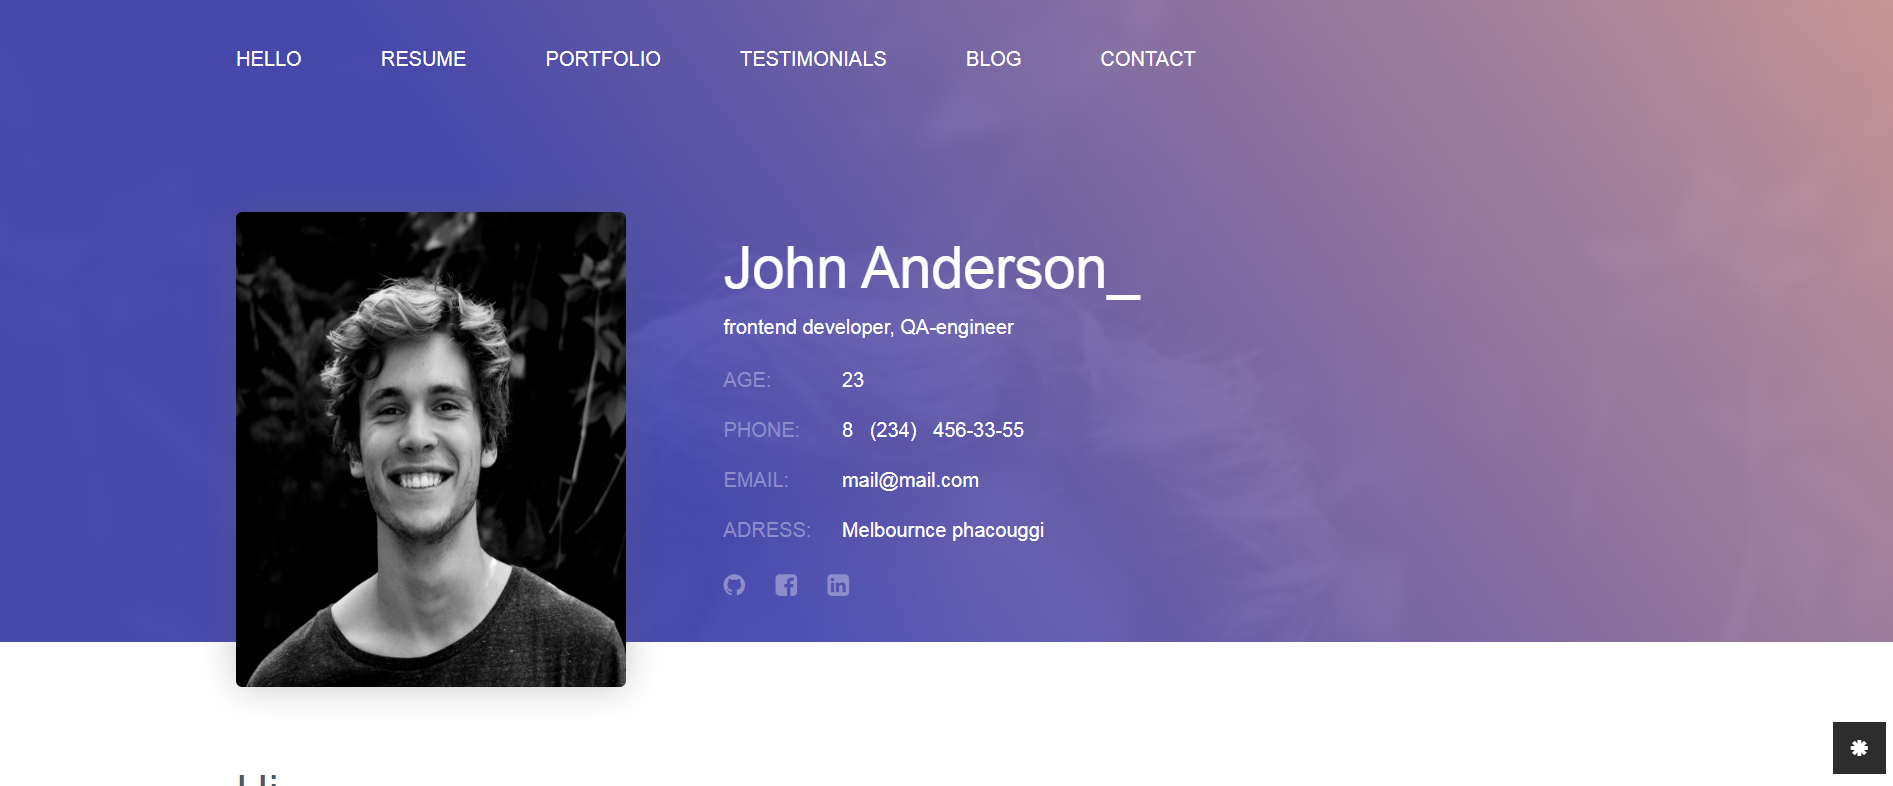 HELLO RESUME PORTFOLIO TESTIMONIALS BLOG CONTACT
John Anderson_
frontend developer, QA-engineer
AGE: 23
PHONE: 8 (234) 456-33-55
EMAIL: mail@mail.com
ADRESS: Melbournce phacouggi